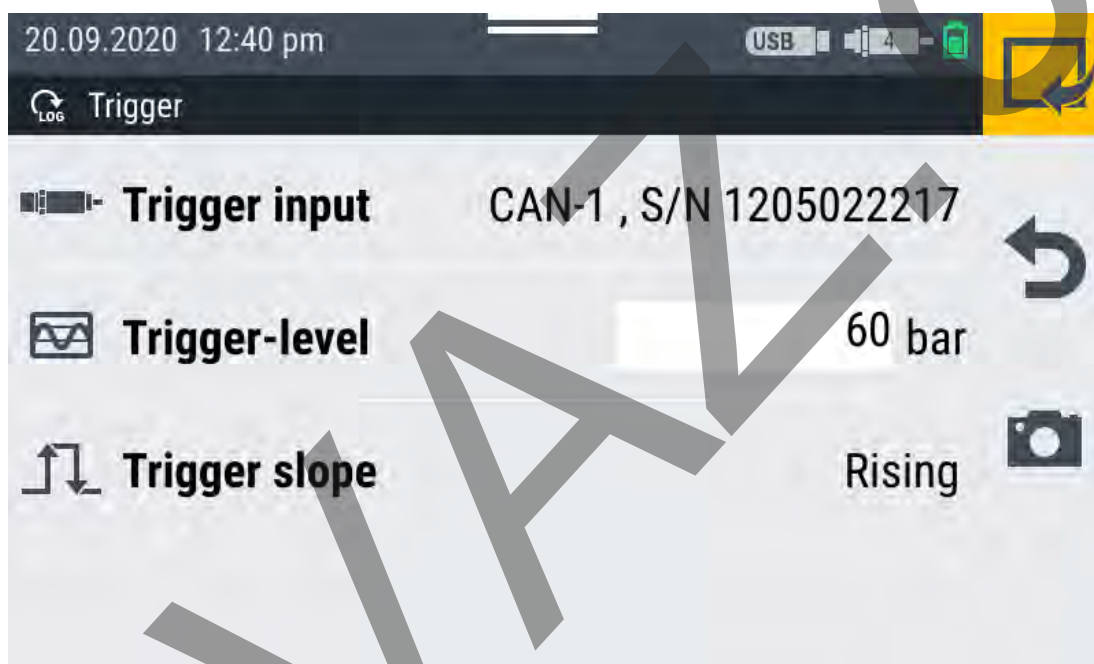 20.09.2020 12:40 pm USB 4
LOG Trigger
Trigger input CAN-1 , S/N 1205022217
Trigger-level 60 bar
Trigger slope Rising